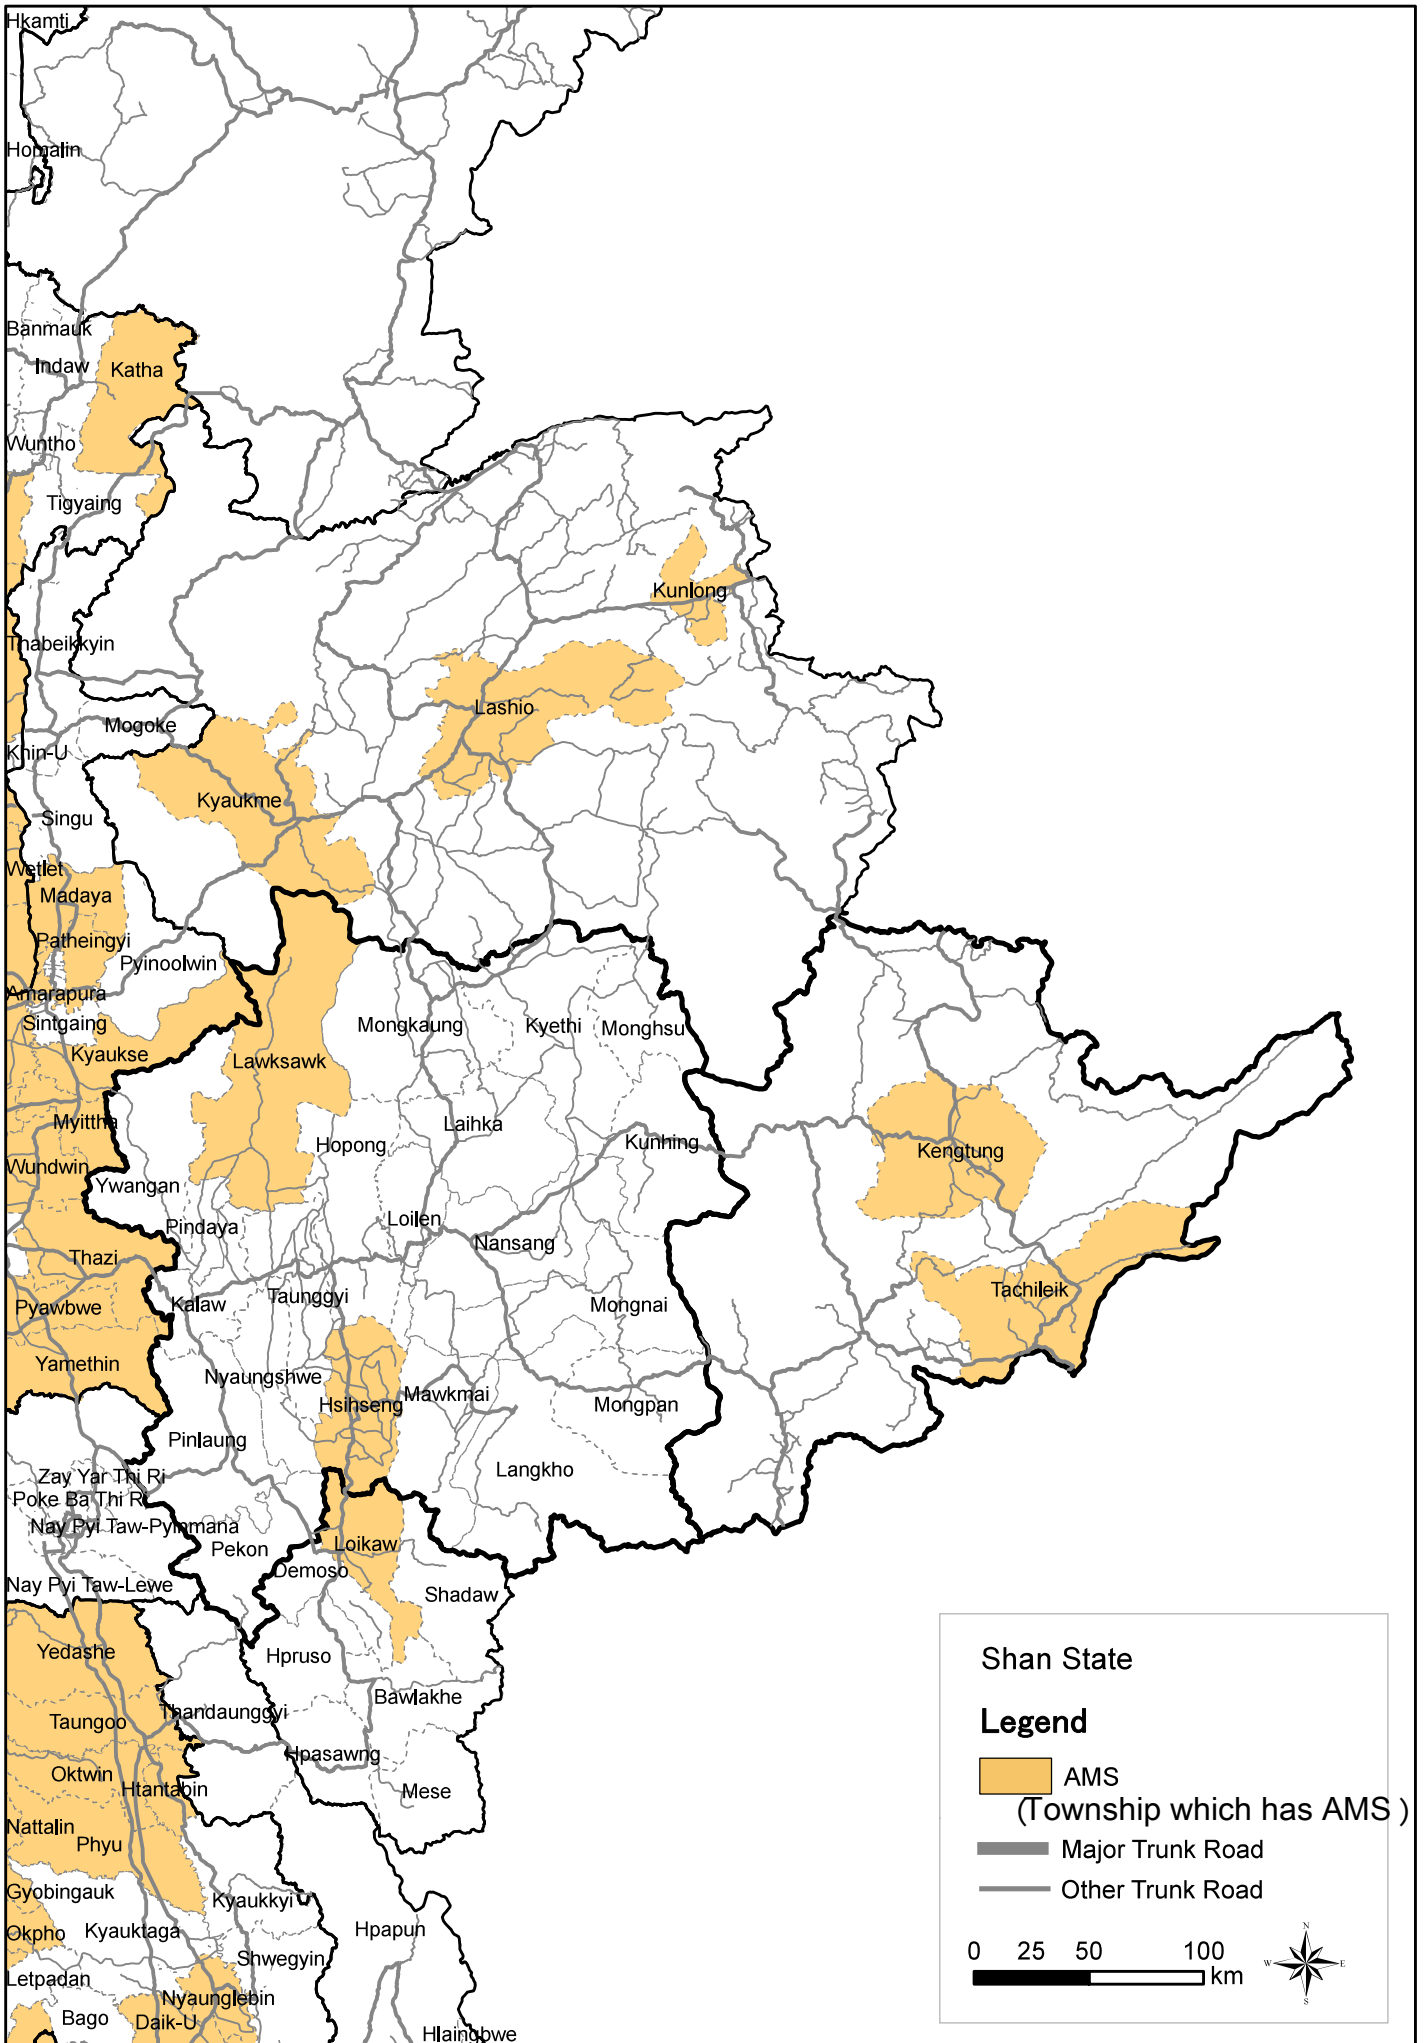 Hkamti
Homalin
Banmauk
Indaw
Katha
Wuntho
Tigyaing
Kunlong
Thabeikkyin
Lashio
Mogoke
Khin-U
Kyaukme
Singu
Wetlet
Madaya
Patheingyi
Pyinoolwin
Amarapura
Sintgaing
Mongkaung
Kyethi
Monghsu
Kyaukse
Lawksawk
Myittha
Laihka
Hopong
Kunhing
Kengtung
Wundwin
Ywangan
Pindaya
Loilen
Nansang
Thazi
Tachileik
Pyawbwe
Kalaw
Taunggyi
Mongnai
Yamethin
Nyaungshwe
Hsihseng
Mawkmai
Mongpan
Pinlaung
Langkho
Zay Yar Thi Ri
Poke Ba Thi Ri
Nay Pyi Taw-Pyinmana
Pekon
Loikaw
Demoso
Nay Pyi Taw-Lewe
Shadaw
Yedashe
Hpruso
Bawlakhe
Taungoo
Thandaunggyi
Hpasawng
Oktwin
Htantabin
Mese
Nattalin
Phyu
Gyobingauk
Kyaukkyi
Okpho
Kyauktaga
Hpapun
Shwegyin
Letpadan
Nyaunglebin
Bago
Daik-U
Hlaingbwe
Shan State
Legend
AMS
(Township which has AMS )
Major Trunk Road
Other Trunk Road
0 25 50 100
km
N
W E
S